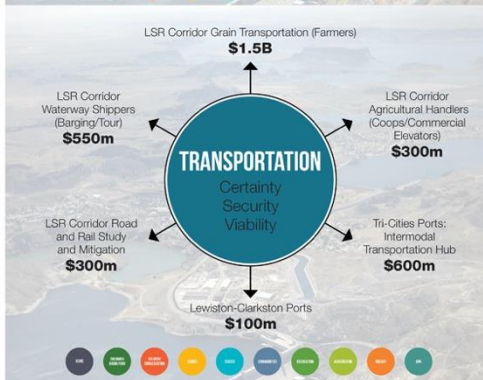 LSR Corridor Grain Transportation (Farmers)
$1.5B
LSR Corridor
Waterway Shippers
(Barging/Tour)
$550m
LSR Corridor
Agricultural Handlers
(Coops/Commercial
Elevators)
$300m
TRANSPORTATION
Certainty
Security
Viability
LSR Corridor Road
and Rail Study
and Mitigation
$300m
Tri-Cities Ports:
Intermodal
Transportation Hub
$600m
Lewiston-Clarkston Ports
$100m